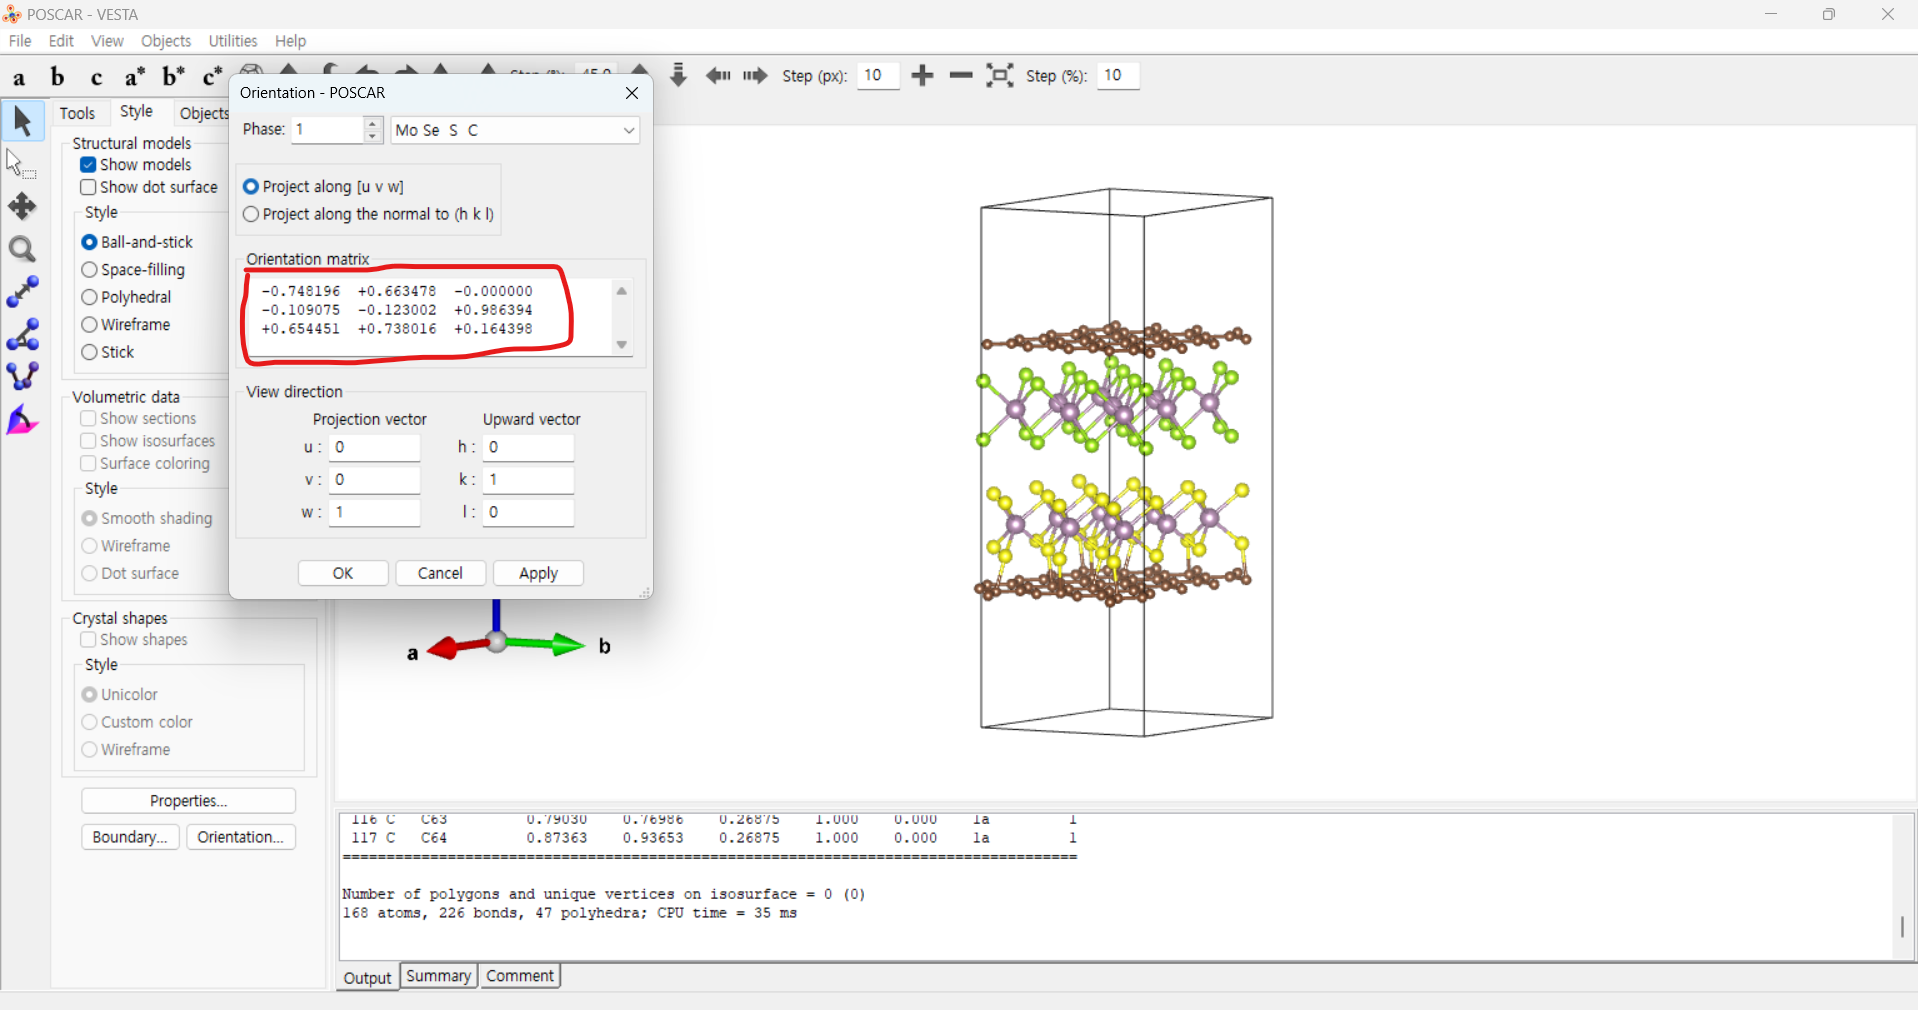 POSCAR - VESTA
File Edit View Objects Utilities Help
a b c a* b* c* Step (px): 10 Step (%): 10
Tools Style Objects
Structural models
Show models
Show dot surface
Style
Ball-and-stick
Space-filling
Polyhedral
Wireframe
Stick
Volumetric data
Show sections
Show isosurfaces
Surface coloring
Style
Smooth shading
Wireframe
Dot surface
Crystal shapes
Show shapes
Style
Unicolor
Custom color
Wireframe
Properties...
Boundary... Orientation...
Orientation - POSCAR
Phase: 1 Mo Se S C
Project along [u v w]
Project along the normal to (h k l)
Orientation matrix
-0.748196 +0.663478 -0.000000
-0.109075 -0.123002 +0.986394
+0.654451 +0.738016 +0.164398
View direction
Projection vector Upward vector
u : 0 h : 0
v : 0 k : 1
w : 1 l : 0
OK Cancel Apply
a b
116 C C63 0.79030 0.76986 0.26875 1.000 0.000 1a 1
117 C C64 0.87363 0.93653 0.26875 1.000 0.000 1a 1
Number of polygons and unique vertices on isosurface = 0 (0)
168 atoms, 226 bonds, 47 polyhedra; CPU time = 35 ms
Output Summary Comment